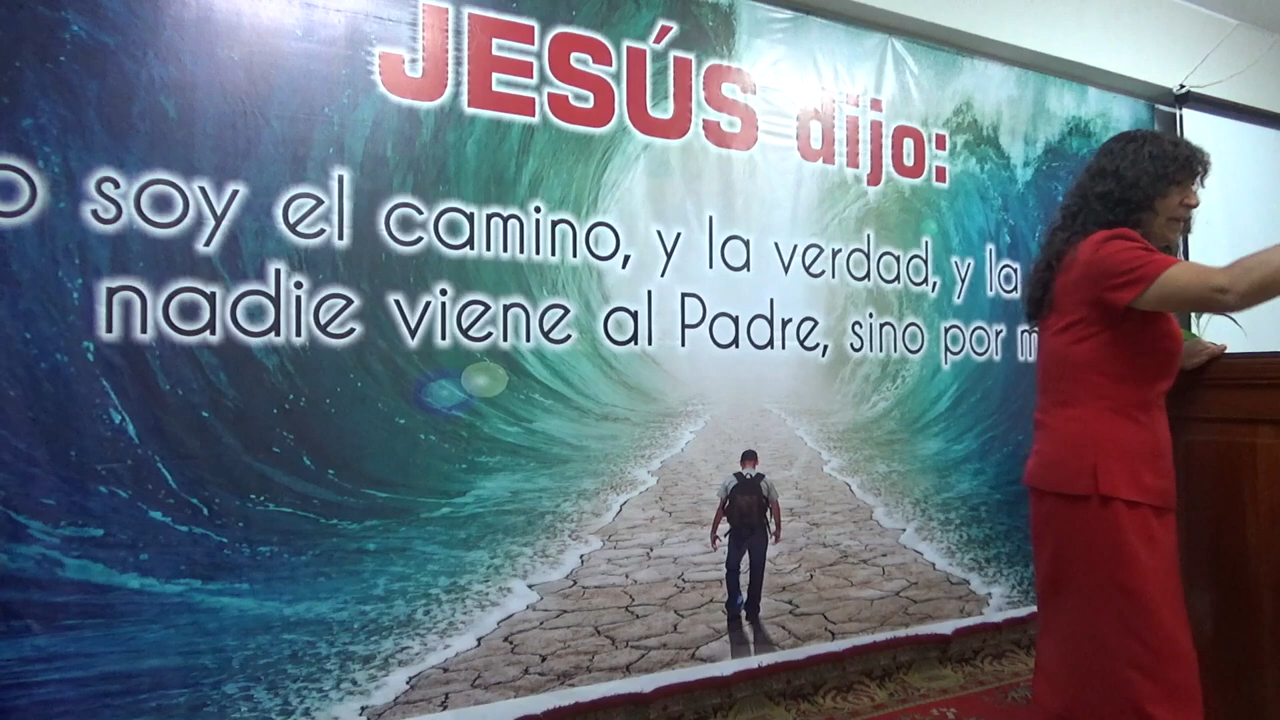 JESÚS dijo:
soy el camino, y la verdad, y la
nadie viene al Padre, sino por